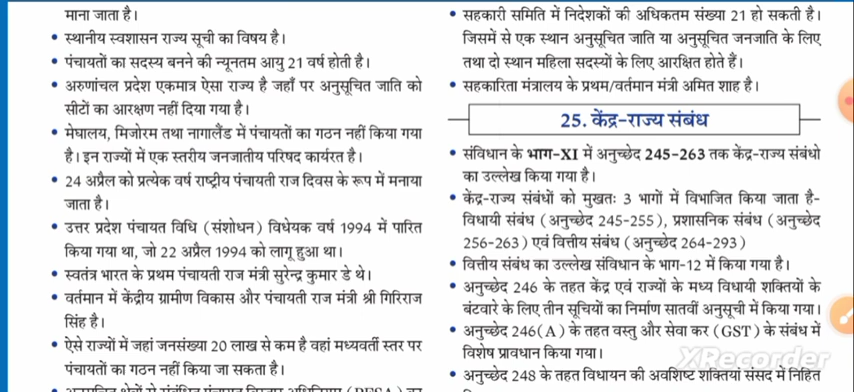 माना जाता है।
• स्थानीय स्वशासन राज्य सूची का विषय है।
• पंचायतों का सदस्य बनने की न्यूनतम आयु 21 वर्ष होती है।
• अरुणांचल प्रदेश एकमात्र ऐसा राज्य है जहाँ पर अनुसूचित जाति को
सीटों का आरक्षण नहीं दिया गया है।
• मेघालय, मिजोरम तथा नागालैंड में पंचायतों का गठन नहीं किया गया
है। इन राज्यों में एक स्तरीय जनजातीय परिषद कार्यरत है।
• 24 अप्रैल को प्रत्येक वर्ष राष्ट्रीय पंचायती राज दिवस के रूप में मनाया
जाता है।
• उत्तर प्रदेश पंचायत विधि (संशोधन) विधेयक वर्ष 1994 में पारित
किया गया था, जो 22 अप्रैल 1994 को लागू हुआ था।
• स्वतंत्र भारत के प्रथम पंचायती राज मंत्री सुरेन्द्र कुमार डे थे।
• वर्तमान में केंद्रीय ग्रामीण विकास और पंचायती राज मंत्री श्री गिरिराज
सिंह है।
• ऐसे राज्यों में जहां जनसंख्या 20 लाख से कम है वहां मध्यवर्ती स्तर पर
पंचायतों का गठन नहीं किया जा सकता है।
• सहकारी समिति में निदेशकों की अधिकतम संख्या 21 हो सकती है।
जिसमें से एक स्थान अनुसूचित जाति या अनुसूचित जनजाति के लिए
तथा दो स्थान महिला सदस्यों के लिए आरक्षित होते हैं।
• सहकारिता मंत्रालय के प्रथम/वर्तमान मंत्री अमित शाह है।
25. केंद्र-राज्य संबंध
• संविधान के भाग-XI में अनुच्छेद 245-263 तक केंद्र-राज्य संबंधो
का उल्लेख किया गया है।
• केंद्र-राज्य संबंधों को मुखतः 3 भागों में विभाजित किया जाता है-
विधायी संबंध (अनुच्छेद 245-255), प्रशासनिक संबंध (अनुच्छेद
256-263) एवं वित्तीय संबंध (अनुच्छेद 264-293)
• वित्तीय संबंध का उल्लेख संविधान के भाग-12 में किया गया है।
• अनुच्छेद 246 के तहत केंद्र एवं राज्यों के मध्य विधायी शक्तियों के
बंटवारे के लिए तीन सूचियों का निर्माण सातवीं अनुसूची में किया गया।
• अनुच्छेद 246(A) के तहत वस्तु और सेवा कर (GST) के संबंध में
विशेष प्रावधान किया गया।
• अनुच्छेद 248 के तहत विधायन की अवशिष्ट शक्तियां संसद में निहित
XRecorder